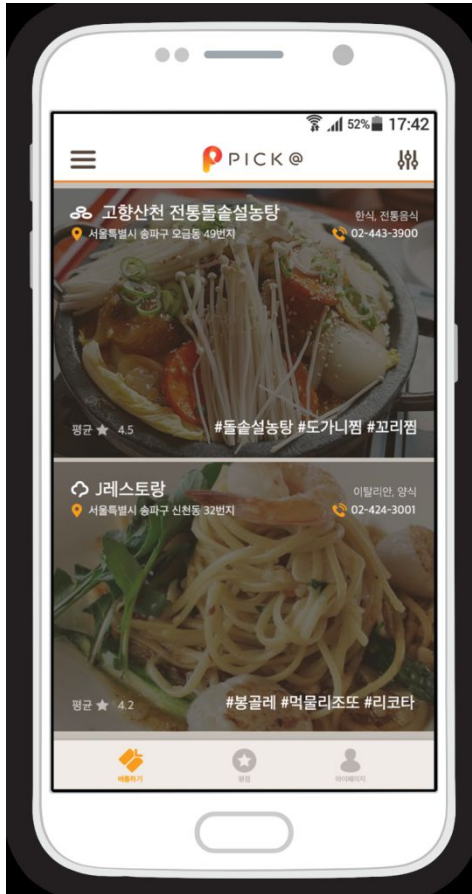 52% 17:42
PICK@
고향산천 전통돌솥설농탕
한식, 전통음식
서울특별시 송파구 오금동 49번지
02-443-3900
평균 ★ 4.5
#돌솥설농탕 #도가니찜 #꼬리찜
J레스토랑
이탈리안, 양식
서울특별시 송파구 신천동 32번지
02-424-3001
평균 ★ 4.2
#봉골레 #먹물리조또 #리코타
마이페이지